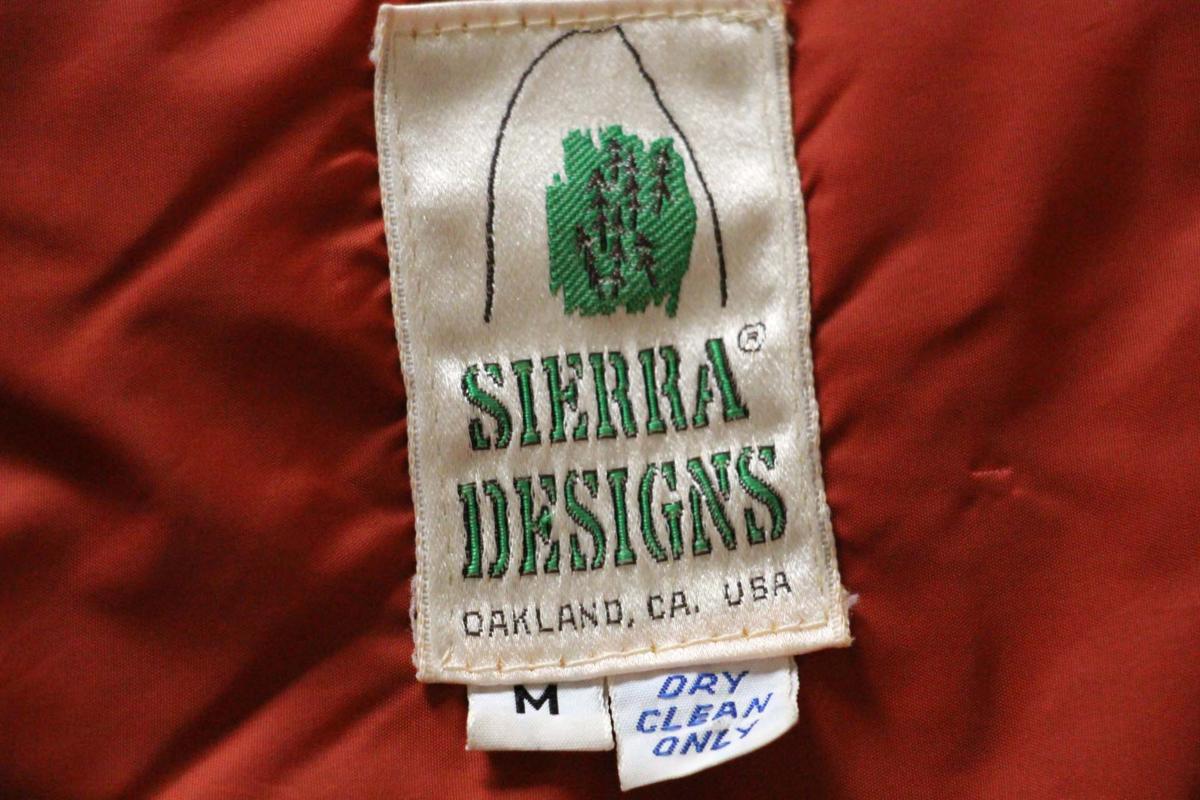 SIERRA®
DESIGNS
OAKLAND, CA. USA
M
DRY
CLEAN
ONLY